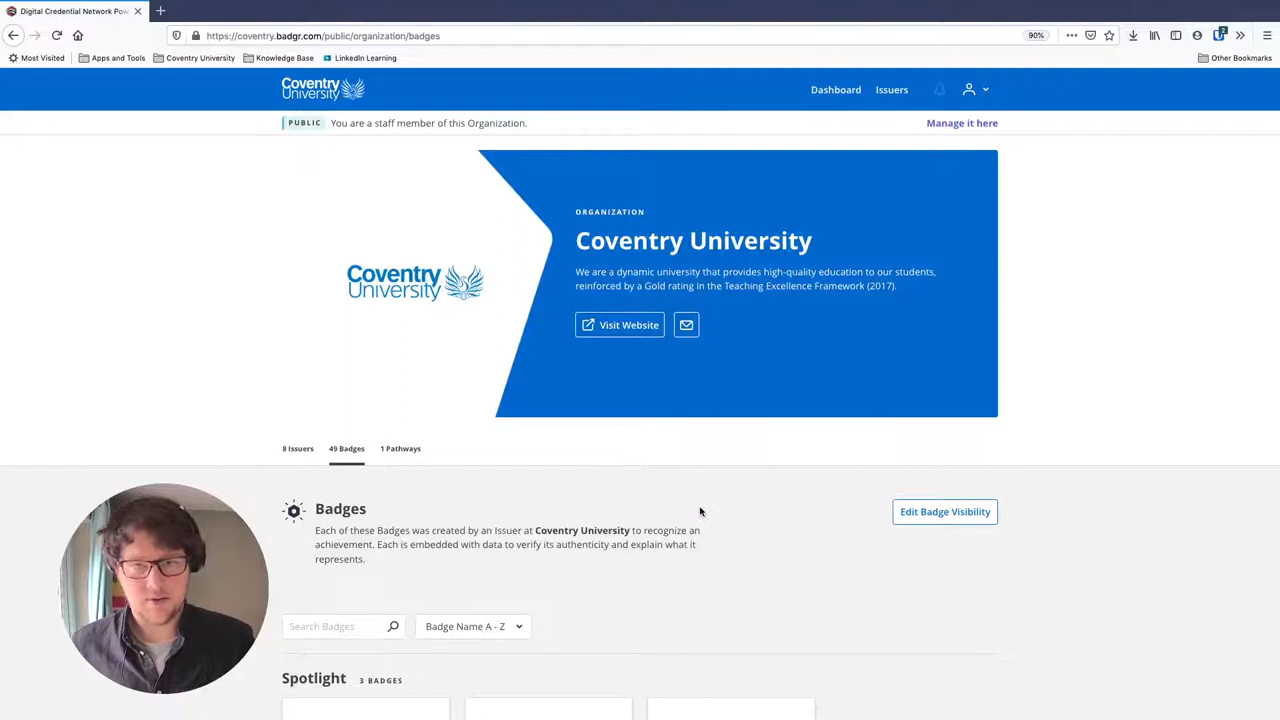 Digital Credential Network Pow
https://coventry.badgr.com/public/organization/badges
90%
2
Most Visited
Apps and Tools
Coventry University
Knowledge Base
LinkedIn Learning
Other Bookmarks
Coventry
University
Dashboard
Issuers
PUBLIC
You are a staff member of this Organization.
Manage it here
Coventry
University
ORGANIZATION
Coventry University
We are a dynamic university that provides high-quality education to our students,
reinforced by a Gold rating in the Teaching Excellence Framework (2017).
Visit Website
8 Issuers
49 Badges
1 Pathways
Badges
Each of these Badges was created by an Issuer at Coventry University to recognize an
achievement. Each is embedded with data to verify its authenticity and explain what it
represents.
Edit Badge Visibility
Search Badges
Badge Name A - Z
Spotlight
3 BADGES